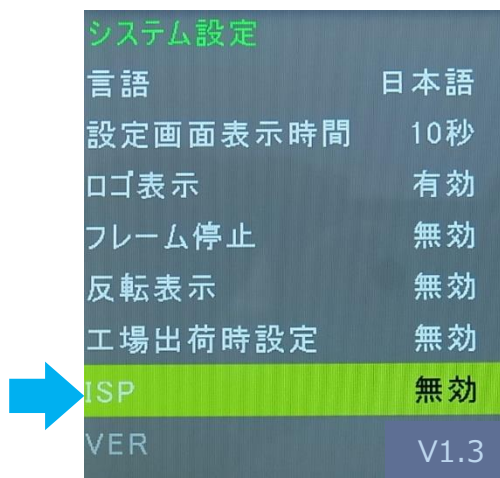 システム設定
言語 日本語
設定画面表示時間 10秒
ロゴ表示 有効
フレーム停止 無効
反転表示 無効
工場出荷時設定 無効
ISP 無効
VER V1.3